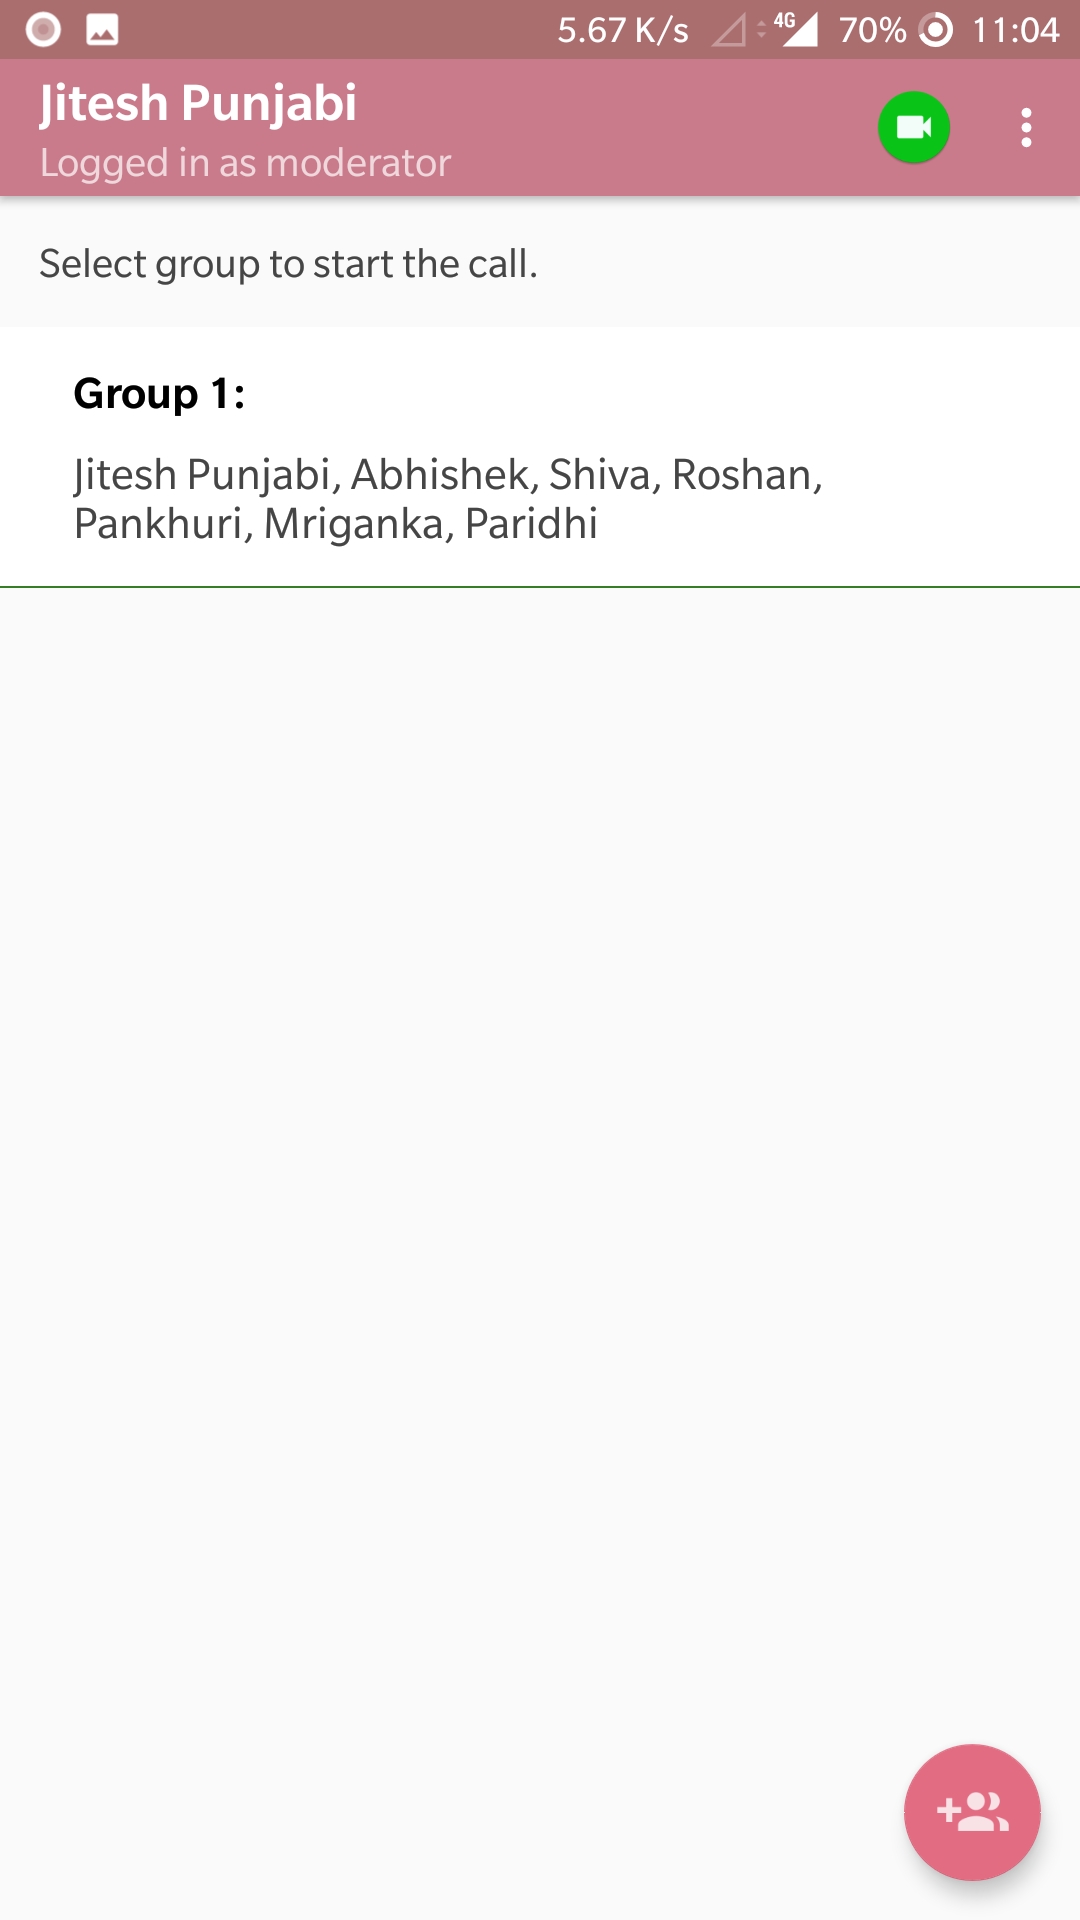 5.67 K/s 4G 70% 11:04
Jitesh Punjabi
Logged in as moderator
Select group to start the call.
Group 1:
Jitesh Punjabi, Abhishek, Shiva, Roshan,
Pankhuri, Mriganka, Paridhi